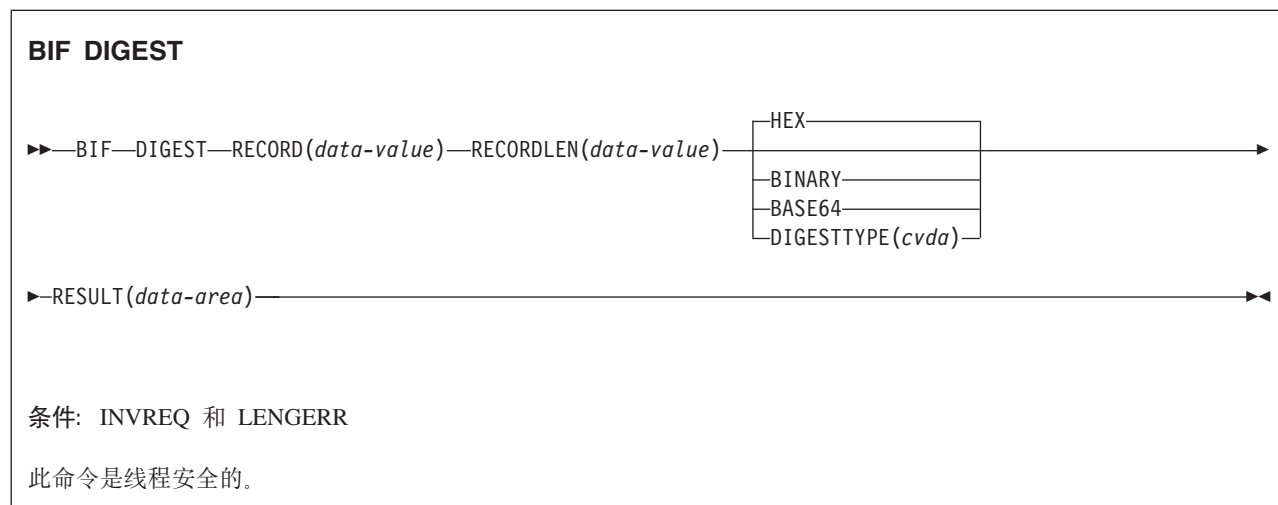 BIF DIGEST
HEX
BIF DIGEST RECORD(data-value) RECORDLEN(data-value)
BINARY
BASE64
DIGESTTYPE(cvda)
RESULT(data-area)
条件: INVREQ 和 LENGERR
此命令是线程安全的。